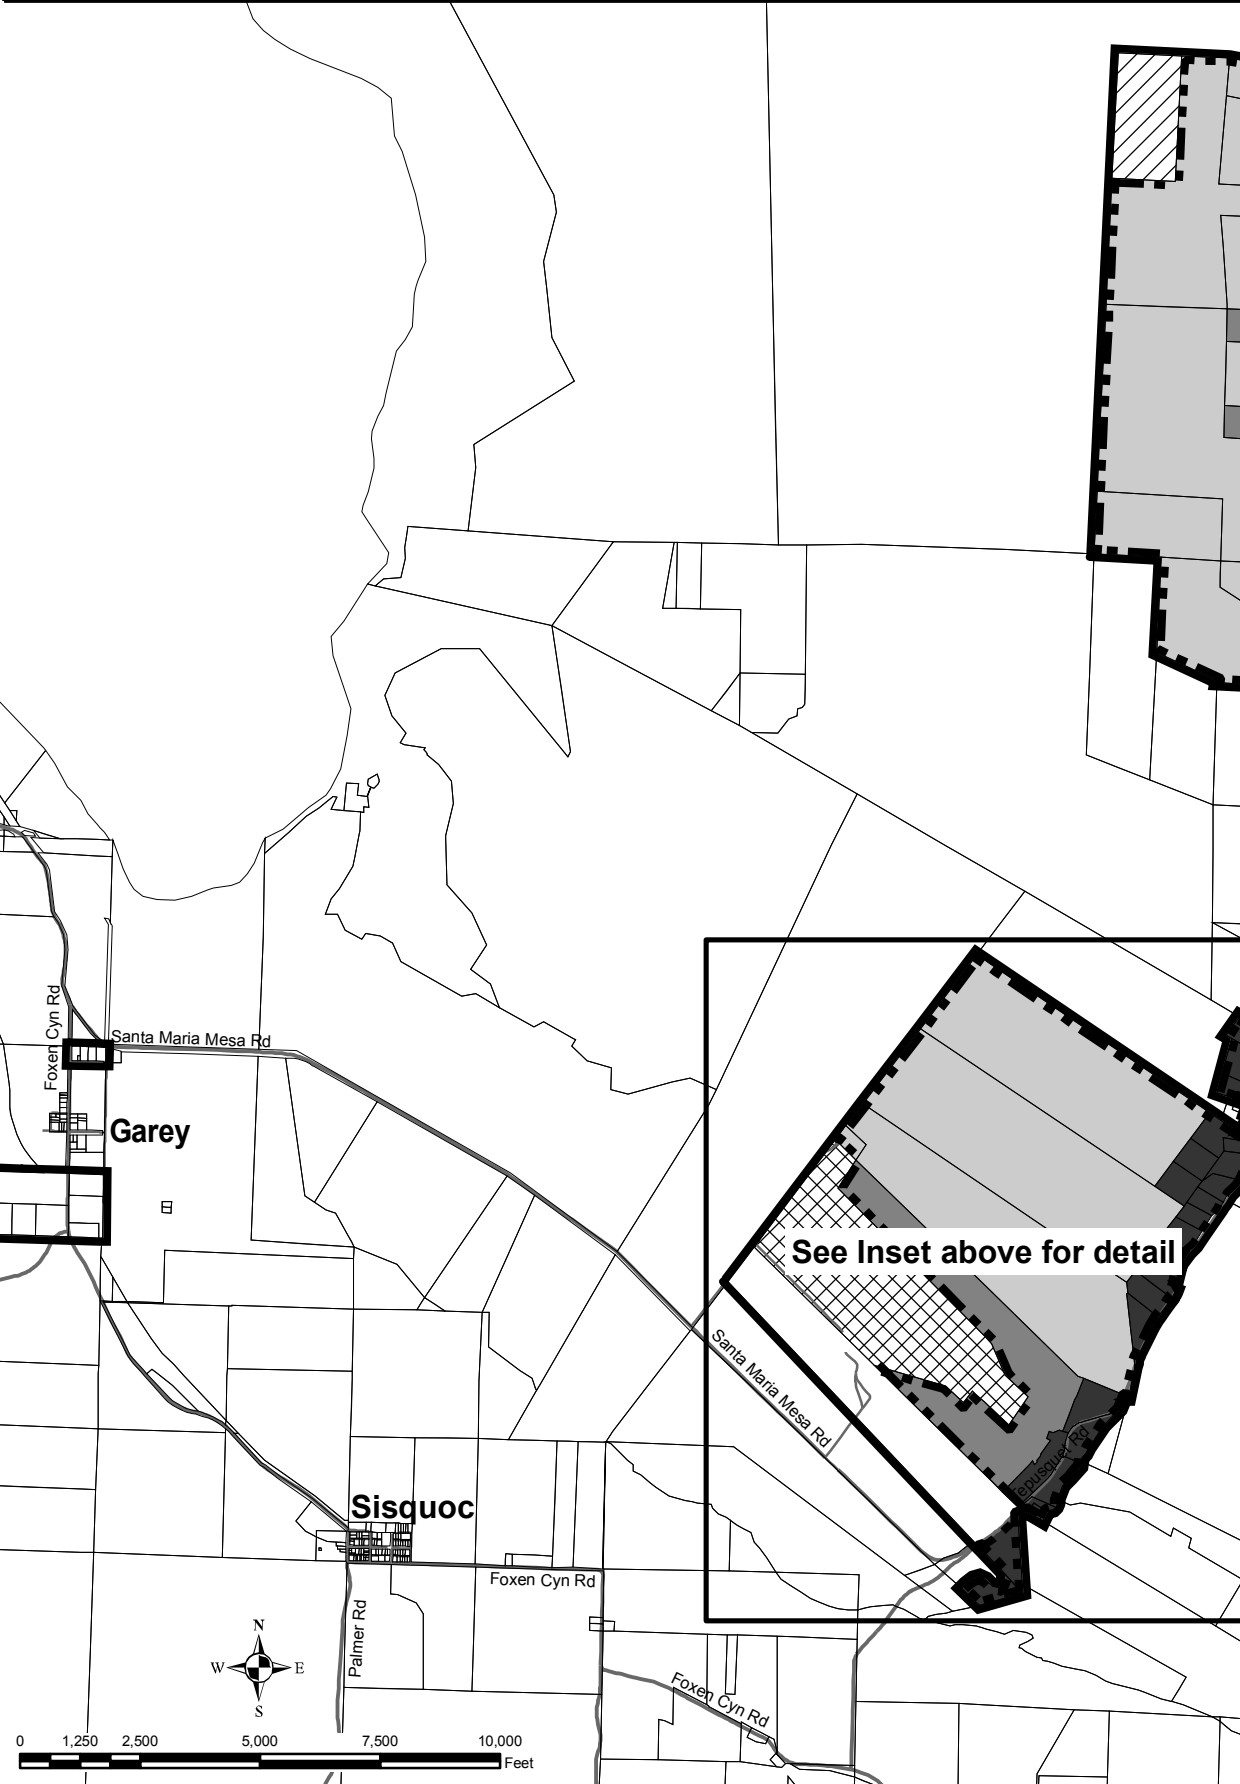 Foxen Cyn Rd
Santa Maria Mesa Rd
Garey
See Inset above for detail
Santa Maria Mesa Rd
epusquet Rd
Sisquoc
Foxen Cyn Rd
Palmer Rd
Foxen Cyn Rd
N
W E
S
0 1,250 2,500 5,000 7,500 10,000
Feet